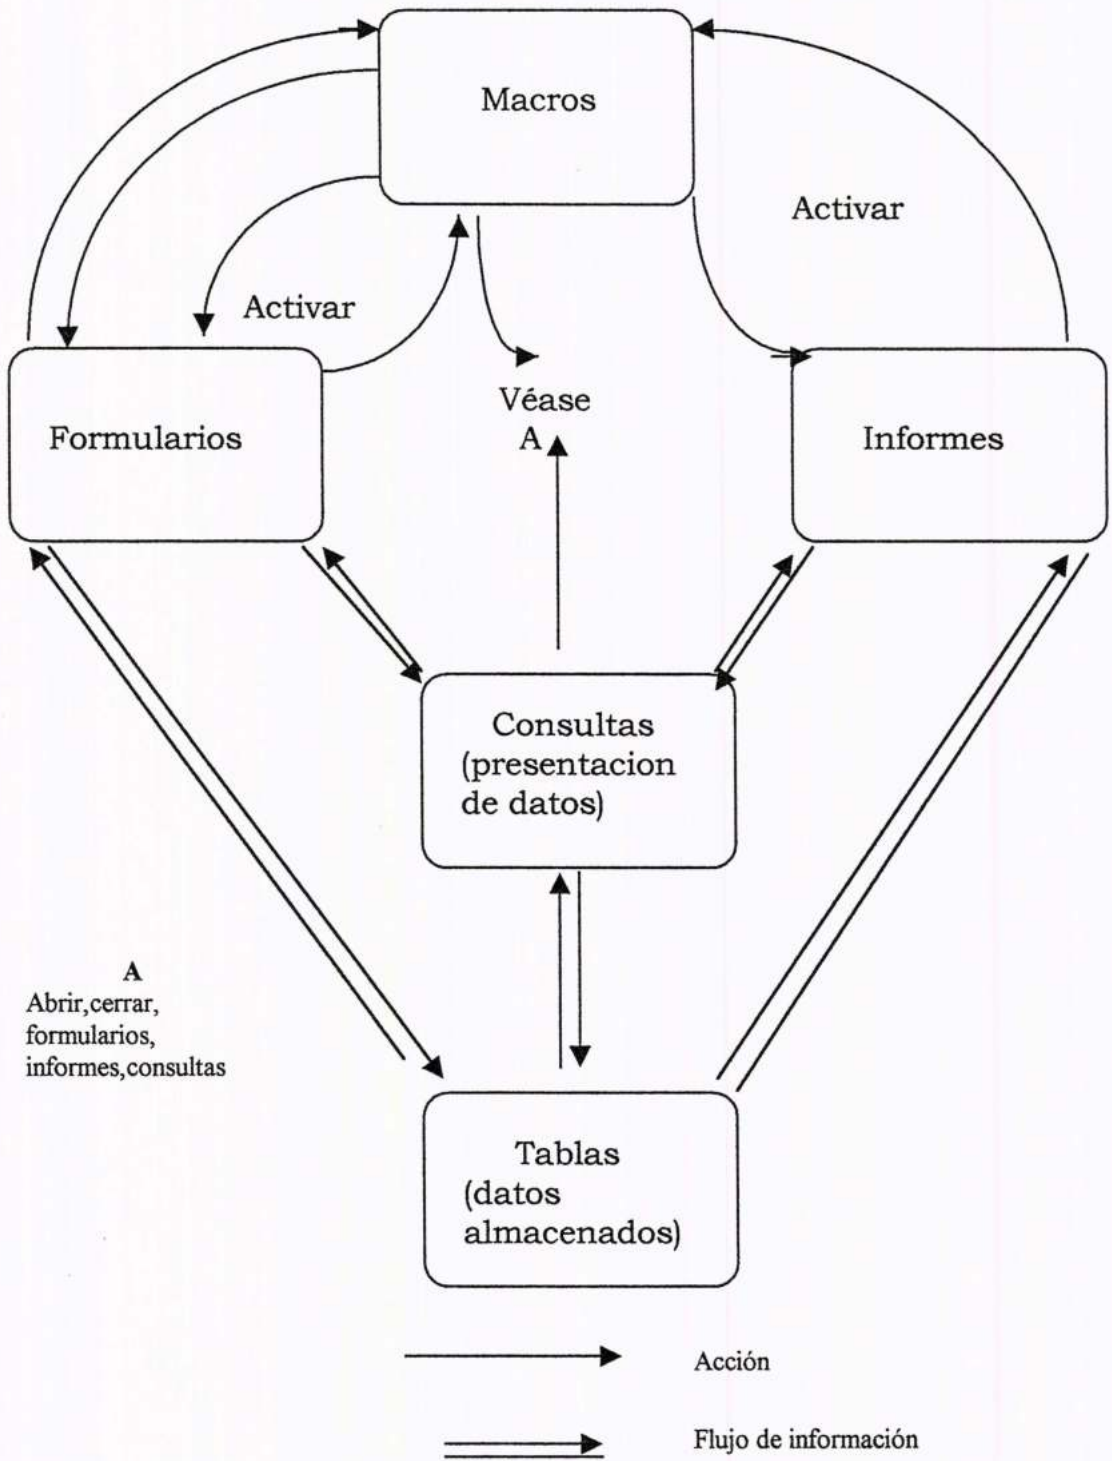 Macros
Activar
Activar
Véase
A
Formularios
Informes
Consultas
(presentacion
de datos)
A
Abrir,cerrar,
formularios,
informes,consultas
Tablas
(datos
almacenados)
Acción
Flujo de información